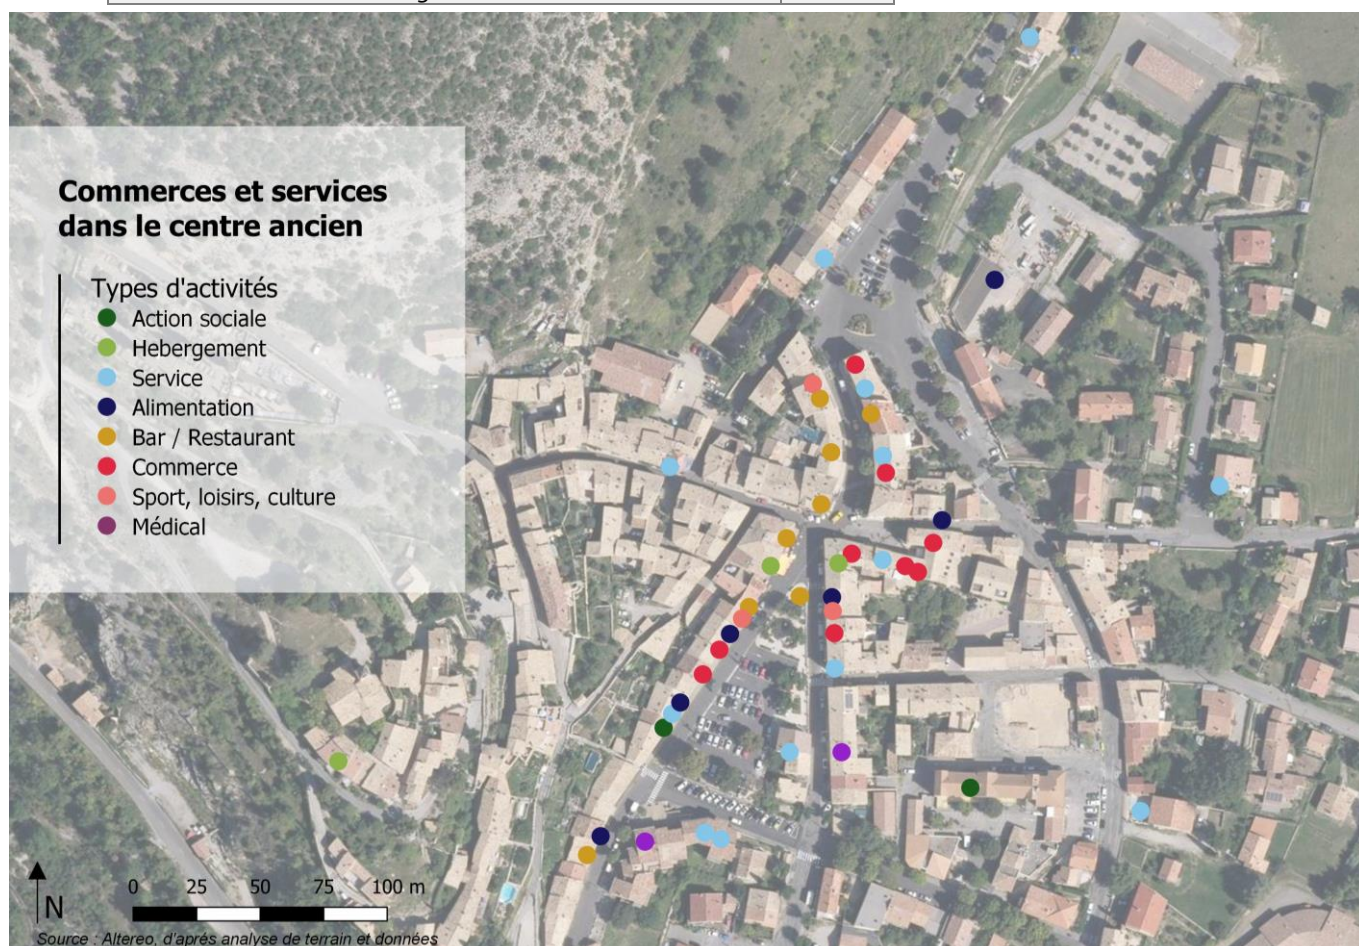 Commerces et services
dans le centre ancien
Types d'activités
Action sociale
Hebergement
Service
Alimentation
Bar / Restaurant
Commerce
Sport, loisirs, culture
Médical
0 25 50 75 100 m
N
Source : Altereo, d'aprés analyse de terrain et données